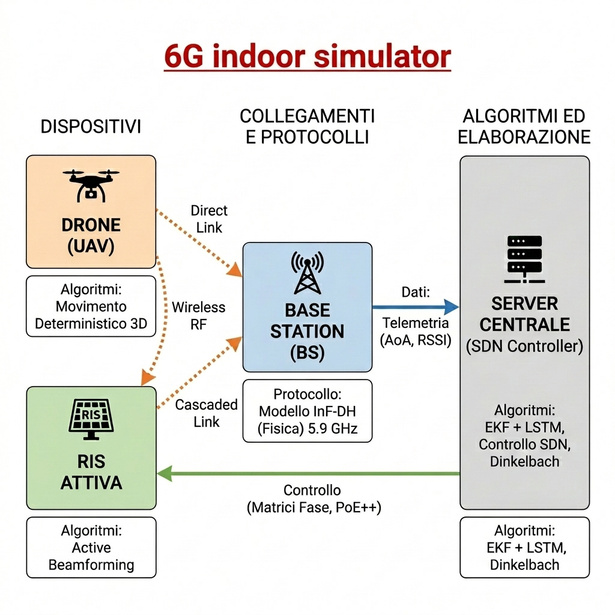 6G indoor simulator
DISPOSITIVI
COLLEGAMENTI
E PROTOCOLLI
ALGORITMI ED
ELABORAZIONE
DRONE
(UAV)
Algoritmi:
Movimento
Deterministico 3D
Direct
Link
Wireless
RF
Cascaded
Link
BASE
STATION
(BS)
Protocollo:
Modello InF-DH
(Fisica) 5.9 GHz
Dati:
Telemetria
(AoA, RSSI)
SERVER
CENTRALE
(SDN Controller)
Algoritmi:
EKF + LSTM,
Controllo SDN,
Dinkelbach
RIS
RIS
ATTIVA
Controllo
(Matrici Fase, PoE++)
Algoritmi:
Active
Beamforming
Algoritmi:
EKF + LSTM,
Dinkelbach